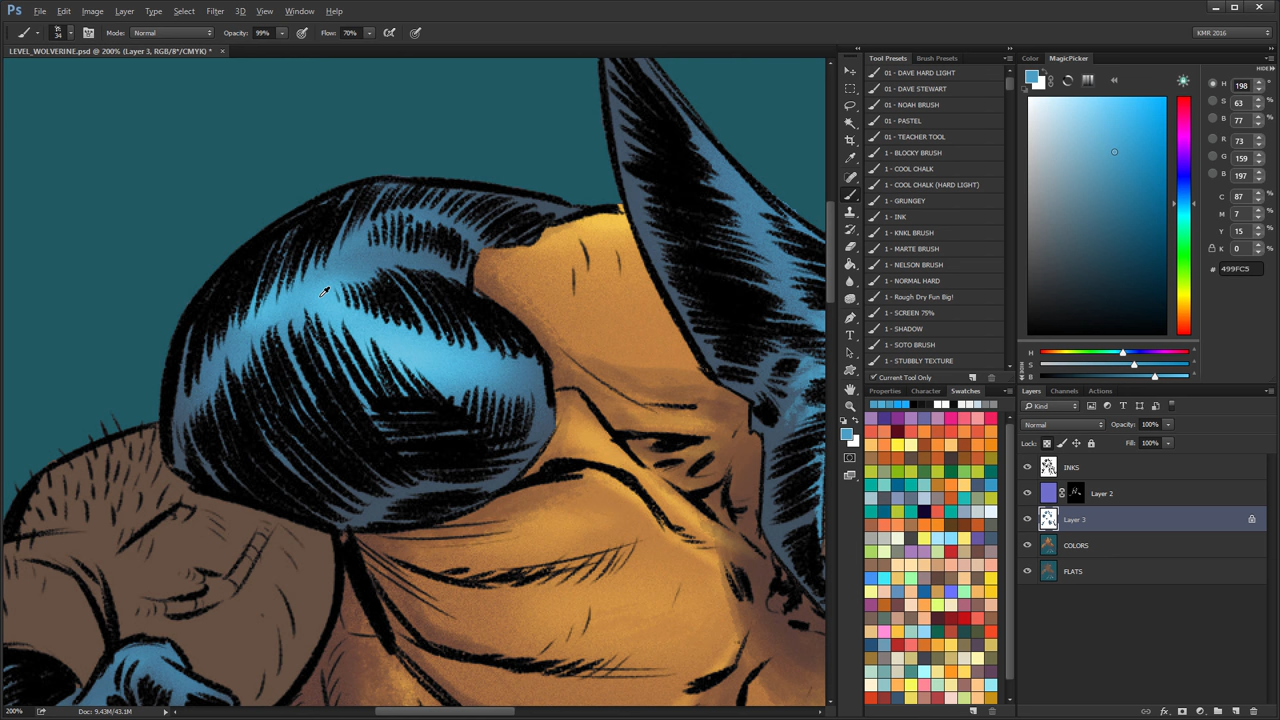 Ps File Edit Image Layer Type Select Filter 3D View Window Help
34 Mode: Normal Opacity: 99% Flow: 70% KMR 2016
LEVEL_WOLVERINE.psd @ 200% (Layer 3, RGB/8*/CMYK) * ×
Tool Presets Brush Presets
01 - DAVE HARD LIGHT
01 - DAVE STEWART
01 - NOAH BRUSH
01 - PASTEL
01 - TEACHER TOOL
1 - BLOCKY BRUSH
1 - COOL CHALK
1 - COOL CHALK (HARD LIGHT)
1 - GRUNGEY
1 - INK
1 - KNKL BRUSH
1 - MARTE BRUSH
1 - NELSON BRUSH
1 - NORMAL HARD
1 - Rough Dry Fun Big!
1 - SCREEN 75%
1 - SHADOW
1 - SOTO BRUSH
1 - STUBBLY TEXTURE
Current Tool Only
Properties Character Swatches
Color MagicPicker
HIDE
H 198 °
S 63 %
B 77 %
R 73
G 159
B 197
C 87 %
M 7 %
Y 15 %
K 0 %
# 499FC5
H
S
B
Layers Channels Actions
Kind
Normal Opacity: 100%
Lock: Fill: 100%
INKS
Layer 2
Layer 3
COLORS
FLATS
200% Doc: 9.43M/43.1M